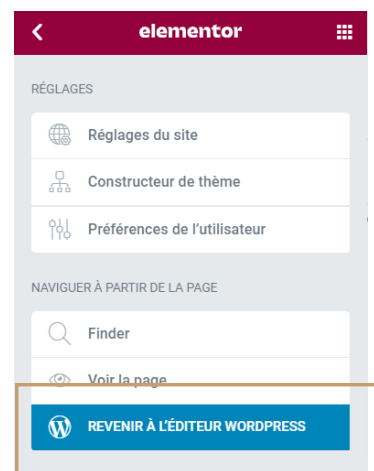 elementor
RÉGLAGES
Réglages du site
Constructeur de thème
Préférences de l'utilisateur
NAVIGUER À PARTIR DE LA PAGE
Finder
Voir la page
REVENIR À L'ÉDITEUR WORDPRESS